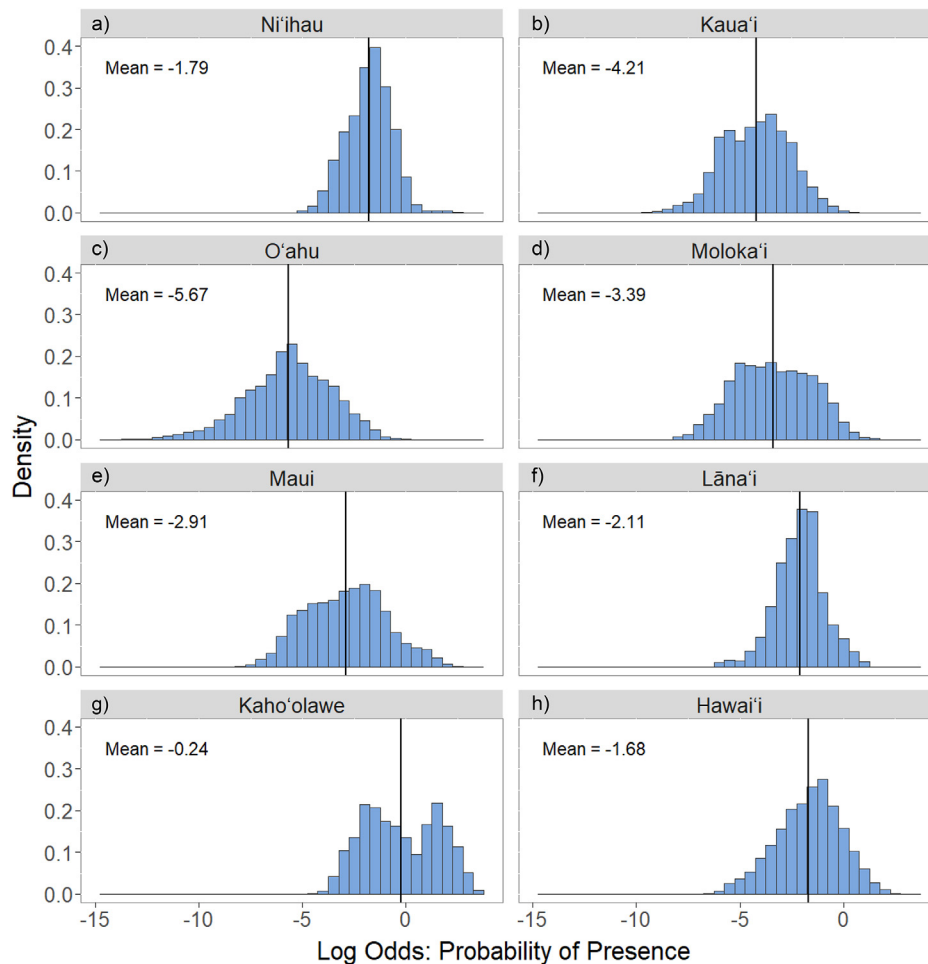 a) Niʻihau
b) Kauaʻi
0.4
0.3
0.2
0.1
0.0
Mean = -1.79
Mean = -4.21
c) Oʻahu
d) Molokaʻi
0.4
0.3
0.2
0.1
0.0
Mean = -5.67
Mean = -3.39
Density
e) Maui
f) Lānaʻi
0.4
0.3
0.2
0.1
0.0
Mean = -2.91
Mean = -2.11
g) Kahoʻolawe
h) Hawaiʻi
0.4
0.3
0.2
0.1
0.0
Mean = -0.24
Mean = -1.68
-15 -10 -5 0 -15 -10 -5 0
Log Odds: Probability of Presence